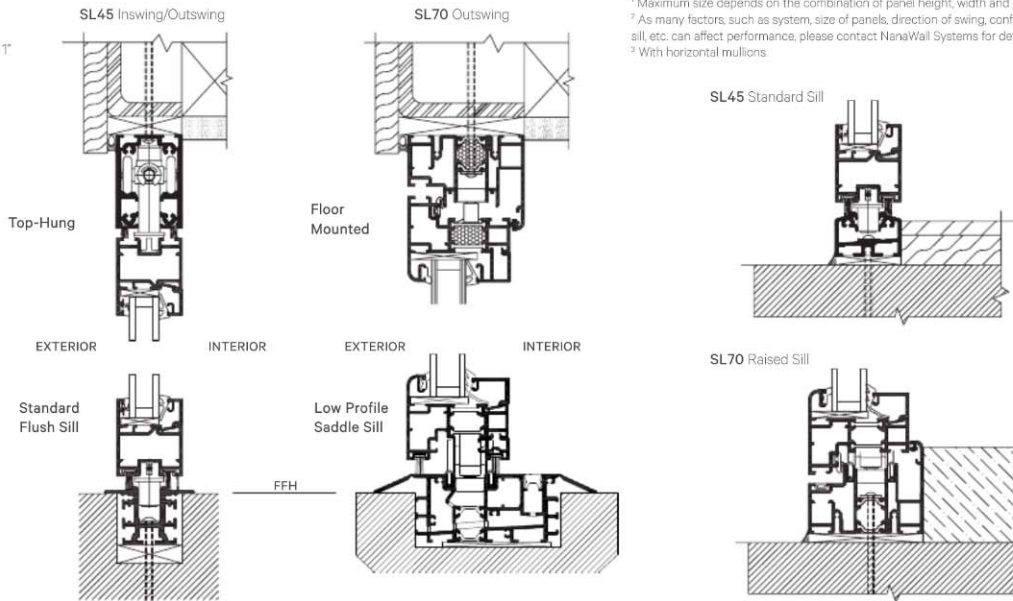 SL45 Inswing/Outswing
SL70 Outswing
1"
Top-Hung
Floor
Mounted
EXTERIOR
INTERIOR
EXTERIOR
INTERIOR
Standard
Flush Sill
Low Profile
Saddle Sill
FFH
¹ Maximum size depends on the combination of panel height, width and
² As many factors, such as system, size of panels, direction of swing, conf
sill, etc. can affect performance, please contact NanaWall Systems for de
³ With horizontal mullions
SL45 Standard Sill
SL70 Raised Sill